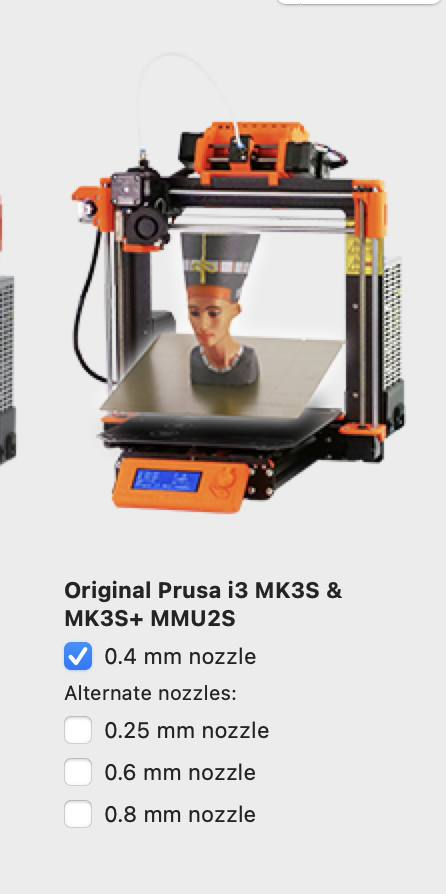 Original Prusa i3 MK3S &
MK3S+ MMU2S
0.4 mm nozzle
Alternate nozzles:
0.25 mm nozzle
0.6 mm nozzle
0.8 mm nozzle